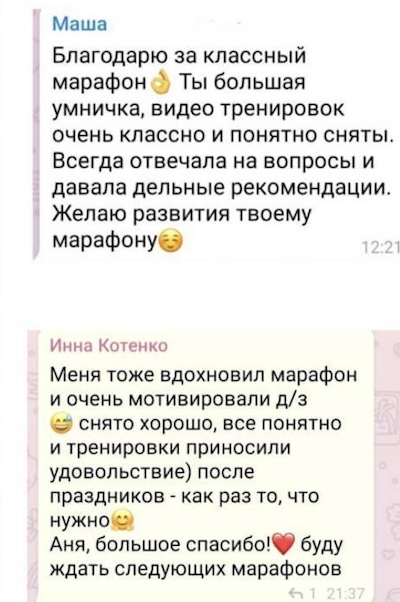 Маша
Благодарю за классный
марафон👌 Ты большая
умничка, видео тренировок
очень классно и понятно сняты.
Всегда отвечала на вопросы и
давала дельные рекомендации.
Желаю развития твоему
марафону☺️
12:21
Инна Котенко
Меня тоже вдохновил марафон
и очень мотивировали д/з
😅 снято хорошо, все понятно
и тренировки приносили
удовольствие) после
праздников - как раз то, что
нужно🤗
Аня, большое спасибо!❤️ буду
ждать следующих марафонов
1 21:37